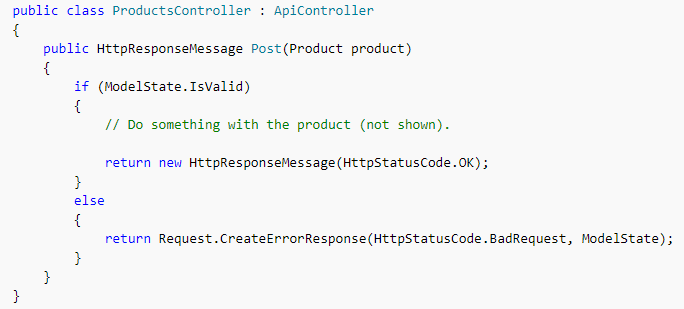 public class ProductsController : ApiController
{
    public HttpResponseMessage Post(Product product)
    {
        if (ModelState.IsValid)
        {
            // Do something with the product (not shown).

            return new HttpResponseMessage(HttpStatusCode.OK);
        }
        else
        {
            return Request.CreateErrorResponse(HttpStatusCode.BadRequest, ModelState);
        }
    }
}